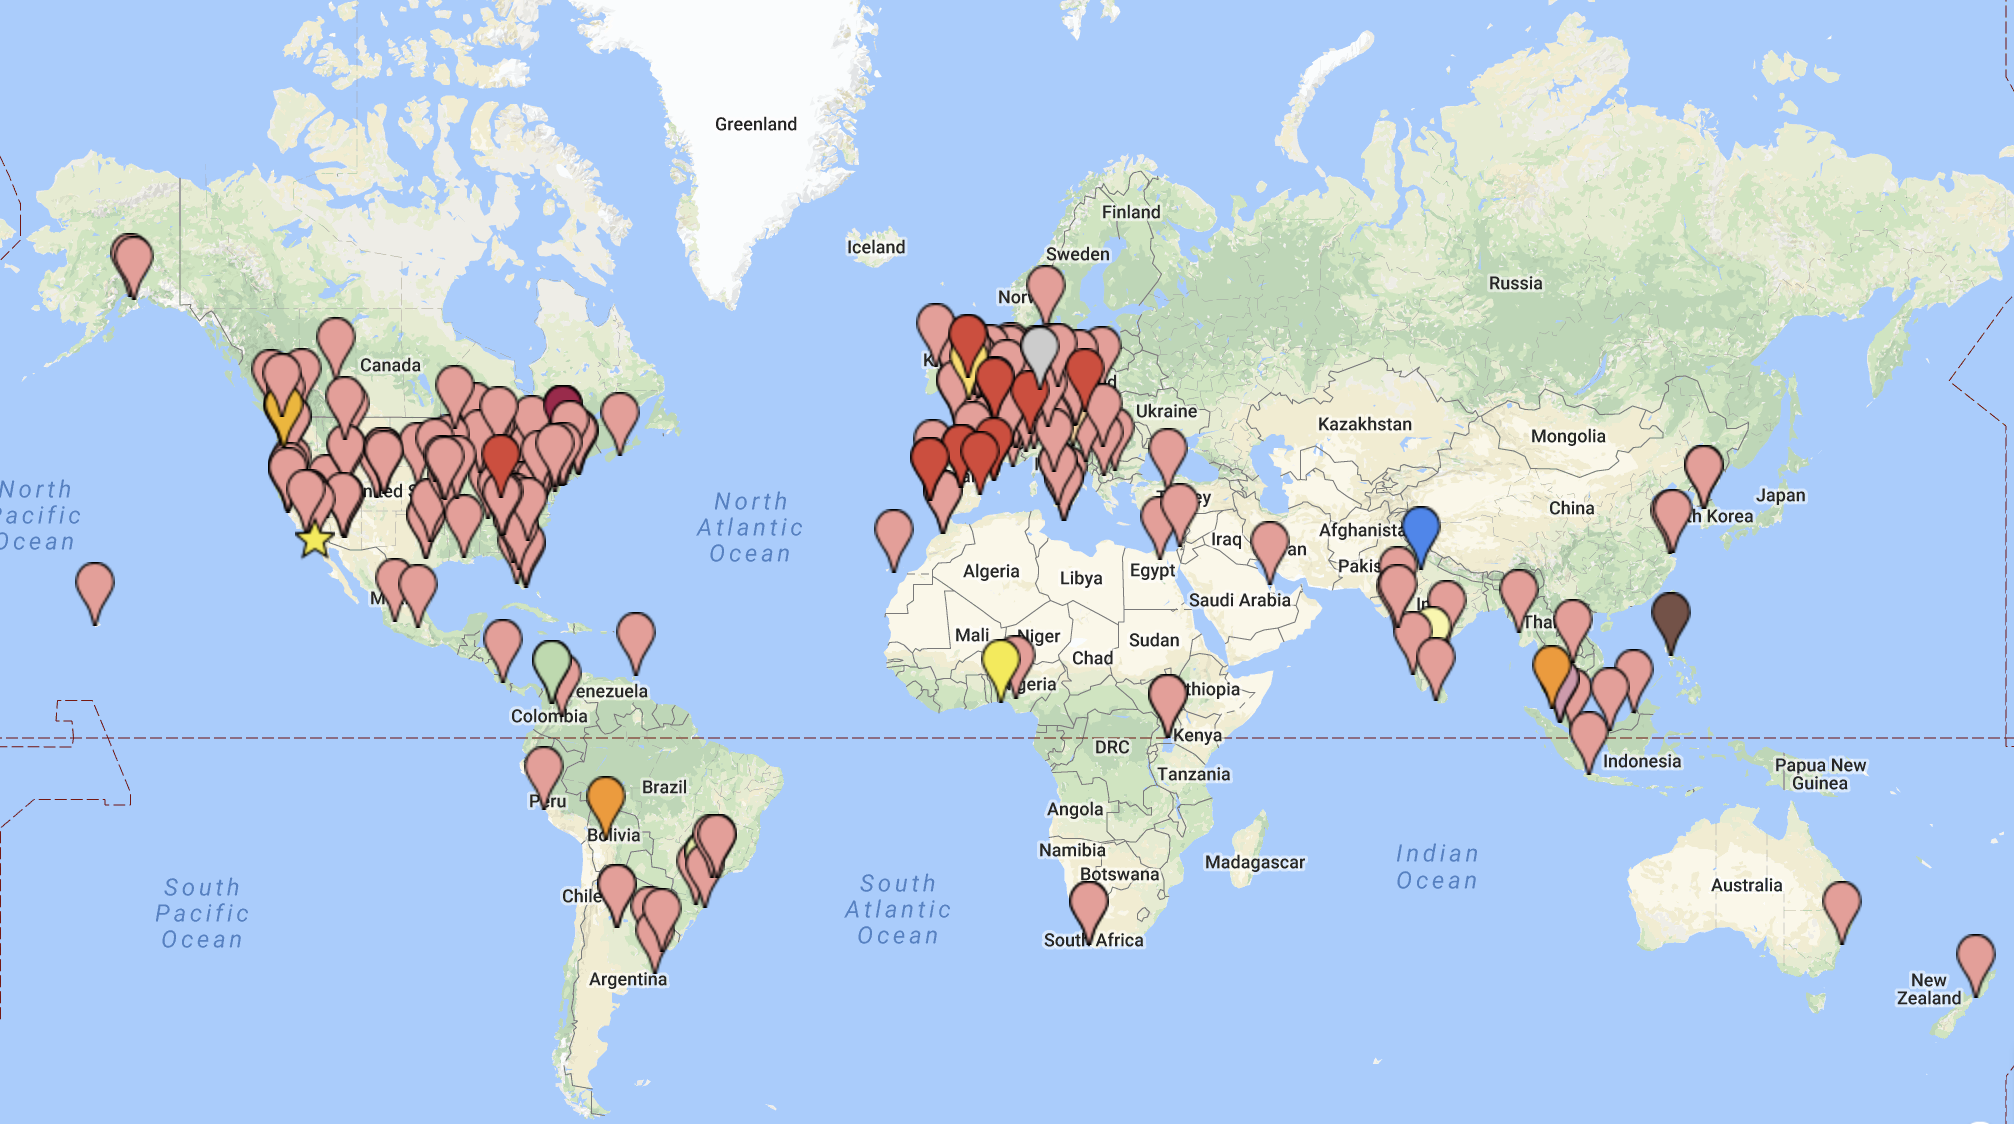 Greenland
Finland
Iceland
Sweden
Russia
Canada
Ukraine
Kazakhstan
Mongolia
North
Pacific
Ocean
North
Atlantic
Ocean
Japan
China
Iraq
Algeria
Libya
Egypt
Saudi Arabia
Mali
Niger
Sudan
Chad
Colombia
DRC
Kenya
Tanzania
Indonesia
Papua New
Guinea
Brazil
Peru
Angola
Bolivia
Namibia
Botswana
Madagascar
Indian
Ocean
South
Pacific
Ocean
South
Atlantic
Ocean
Chile
Australia
South Africa
Argentina
New
Zealand